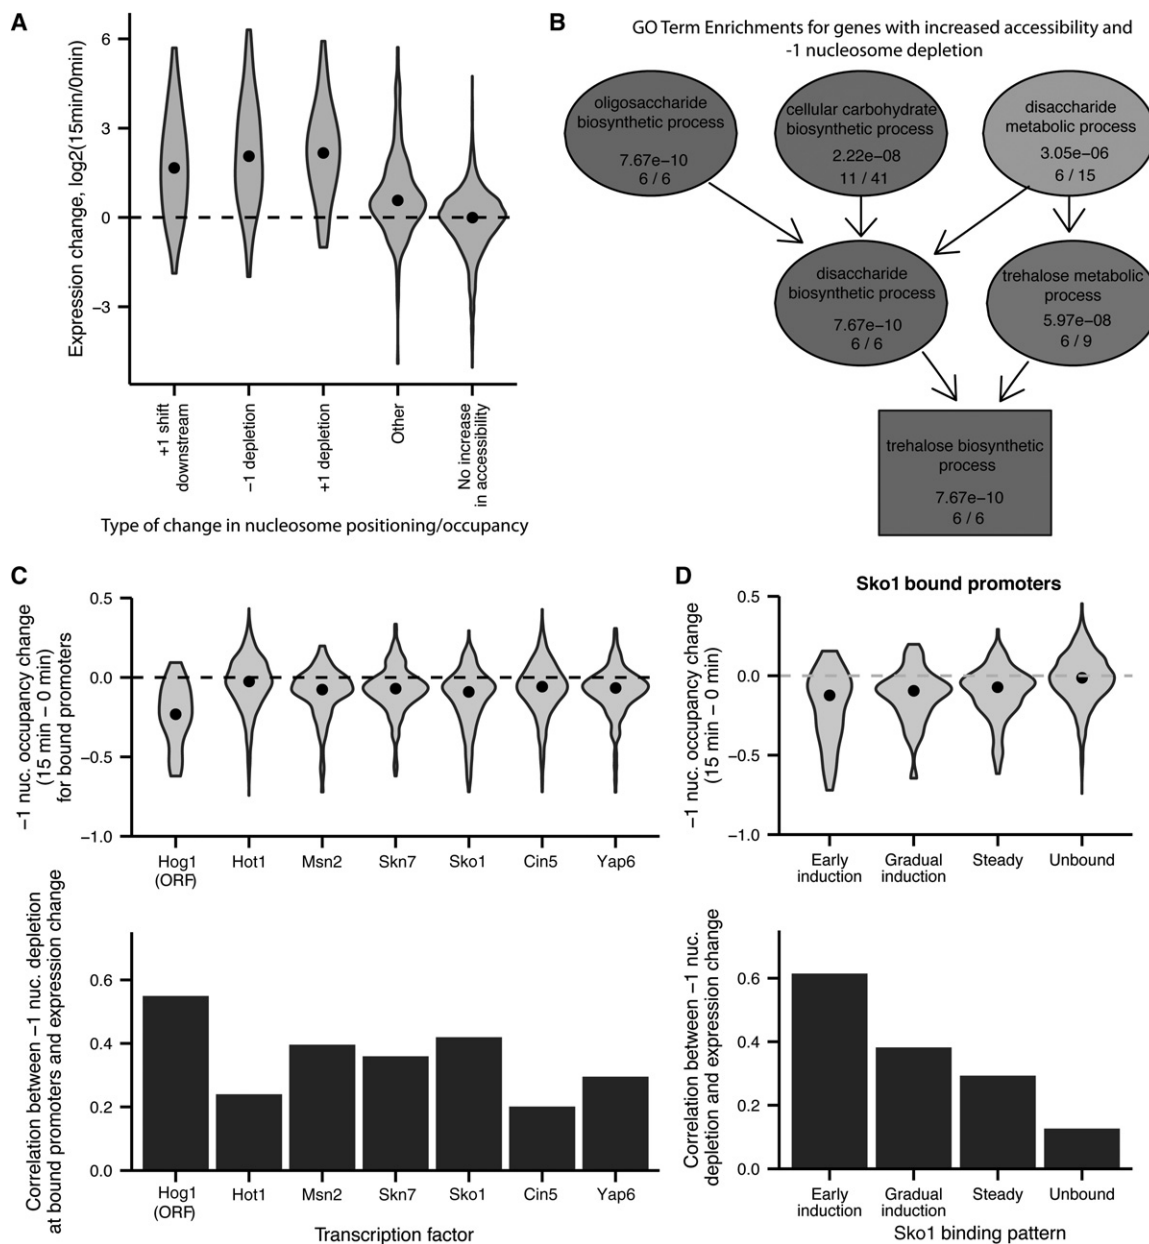 A
Expression change, log2(15min/0min)
6
3
0
−3
+1 shift
downstream
−1 depletion
+1 depletion
Other
No increase
in accessibility
Type of change in nucleosome positioning/occupancy
B
GO Term Enrichments for genes with increased accessibility and
-1 nucleosome depletion
oligosaccharide
biosynthetic process
7.67e−10
6 / 6
cellular carbohydrate
biosynthetic process
2.22e−08
11 / 41
disaccharide
metabolic process
3.05e−06
6 / 15
disaccharide
biosynthetic process
7.67e−10
6 / 6
trehalose metabolic
process
5.97e−08
6 / 9
trehalose biosynthetic
process
7.67e−10
6 / 6
C
−1 nuc. occupancy change
(15 min − 0 min)
for bound promoters
0.5
0.0
−0.5
−1.0
Hog1
(ORF)
Hot1
Msn2
Skn7
Sko1
Cin5
Yap6
Correlation between −1 nuc. depletion
at bound promoters and expression change
0.6
0.4
0.2
0.0
Hog1
(ORF)
Hot1
Msn2
Skn7
Sko1
Cin5
Yap6
Transcription factor
D
Sko1 bound promoters
−1 nuc. occupancy change
(15 min − 0 min)
0.5
0.0
−0.5
−1.0
Early
induction
Gradual
induction
Steady
Unbound
Correlation between −1 nuc.
depletion and expression change
0.6
0.4
0.2
0.0
Early
induction
Gradual
induction
Steady
Unbound
Sko1 binding pattern